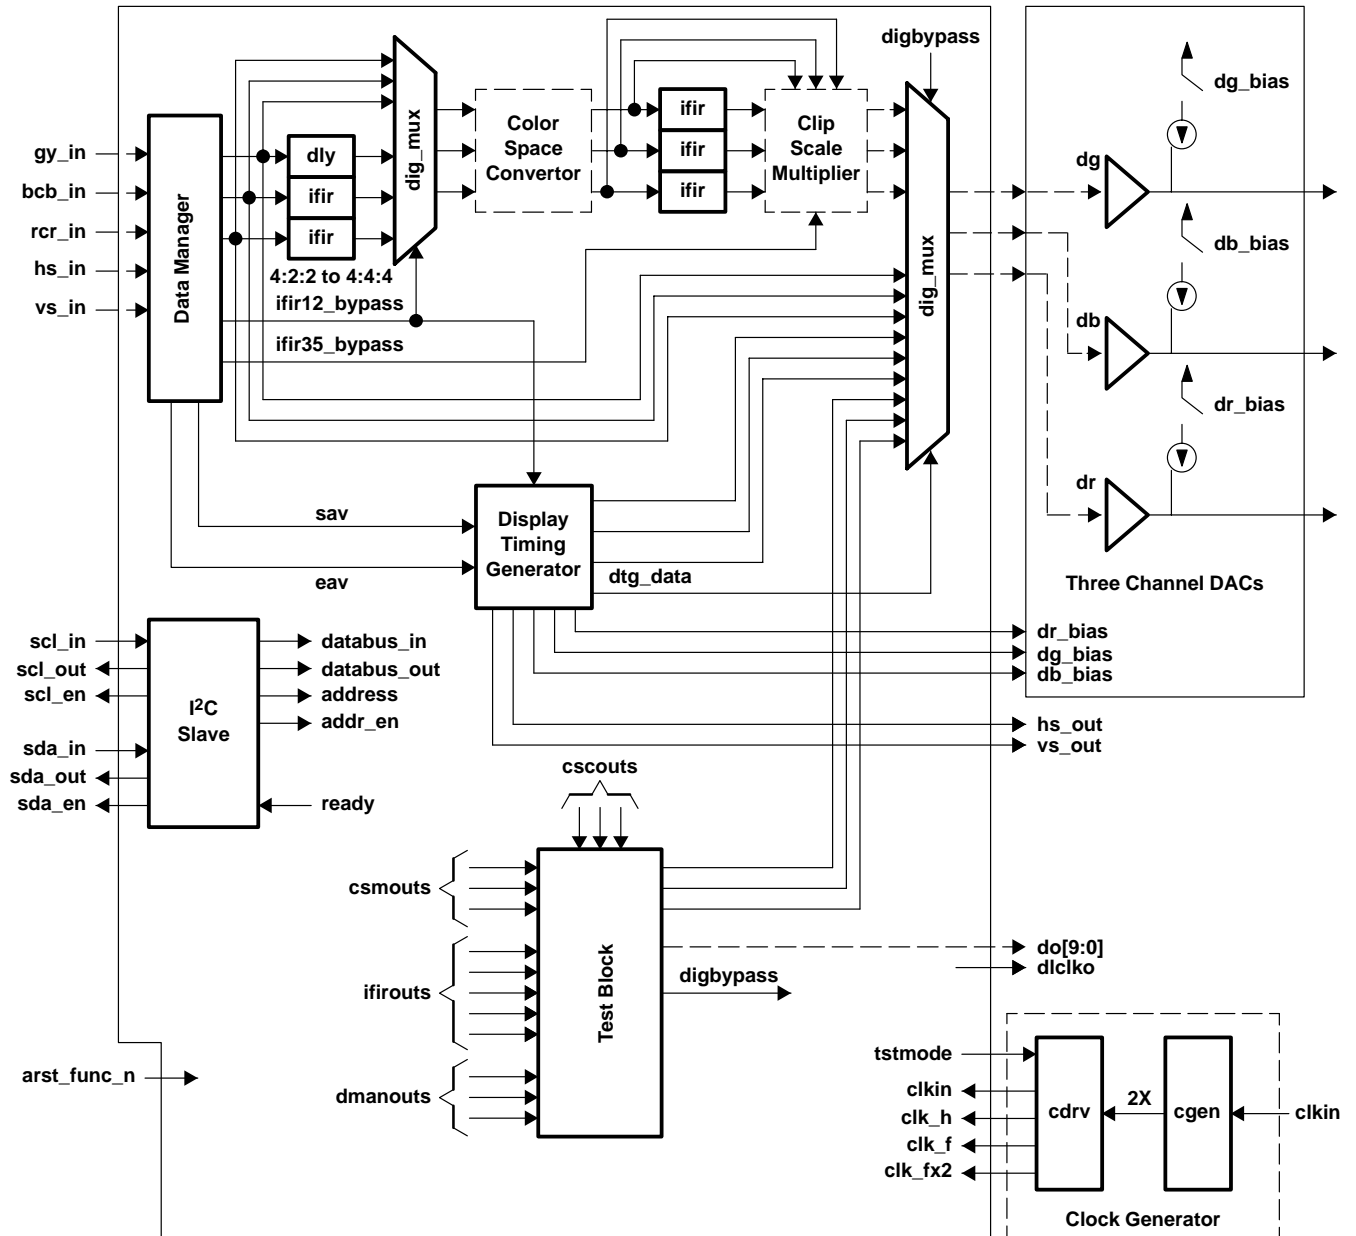 digbypass
gy_in
bcb_in
rcr_in
hs_in
vs_in
Data Manager
dly
ifir
ifir
4:2:2 to 4:4:4
ifir12_bypass
ifir35_bypass
dig_mux
Color
Space
Convertor
ifir
ifir
ifir
Clip
Scale
Multiplier
dig_mux
dg
db
dr
dg_bias
db_bias
dr_bias
Three Channel DACs
sav
eav
Display
Timing
Generator
dtg_data
dr_bias
dg_bias
db_bias
hs_out
vs_out
scl_in
scl_out
scl_en
sda_in
sda_out
sda_en
I²C
Slave
databus_in
databus_out
address
addr_en
ready
cscouts
csmouts
ifirouts
dmanouts
Test Block
digbypass
do[9:0]
dlclko
arst_func_n
tstmode
clkin
clk_h
clk_f
clk_fx2
cdrv
2X
cgen
clkin
Clock Generator